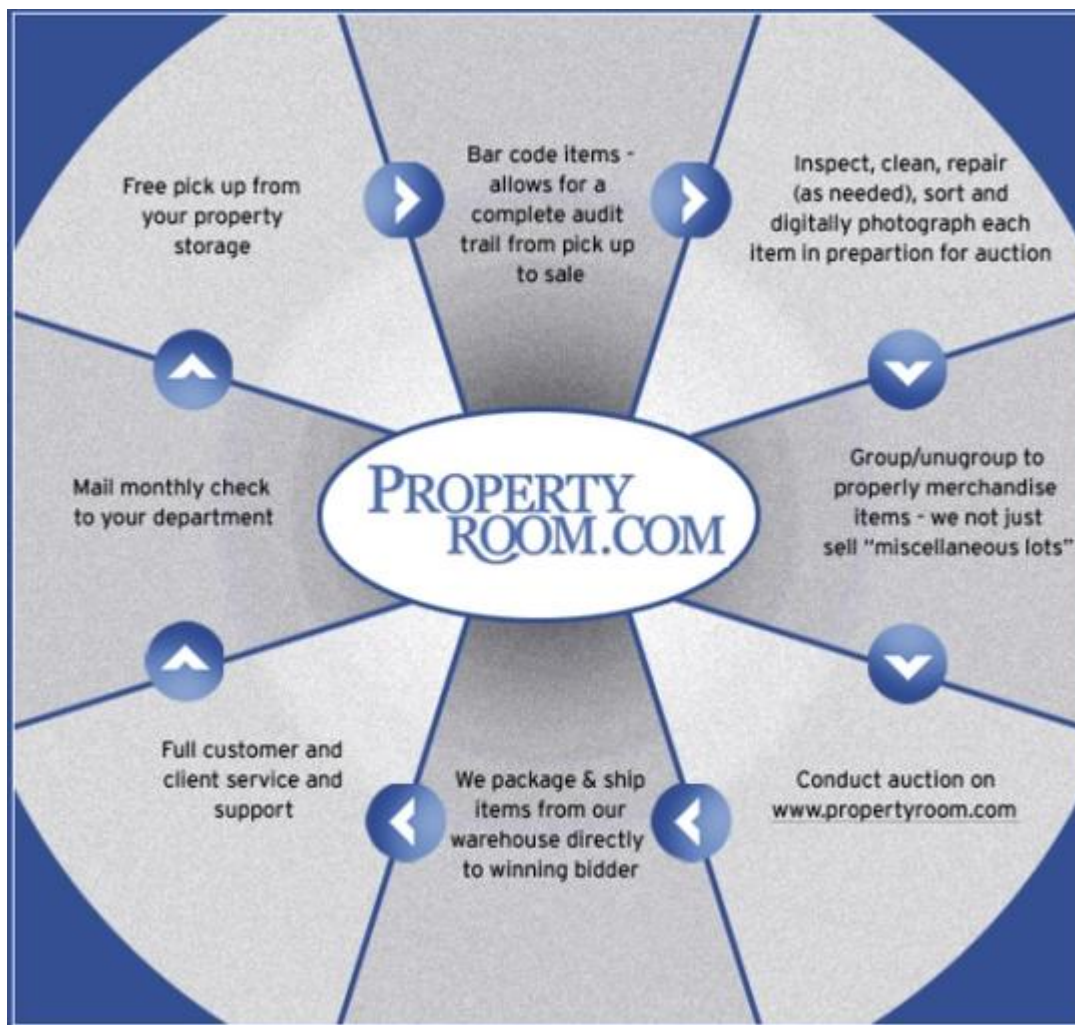 Free pick up from
your property
storage
Bar code items -
allows for a
complete audit
trail from pick up
to sale
Inspect, clean, repair
(as needed), sort and
digitally photograph each
item in prepartion for auction
Group/unugroup to
properly merchandise
items - we not just
sell "miscellaneous lots"
Conduct auction on
www.propertyroom.com
We package & ship
items from our
warehouse directly
to winning bidder
Full customer and
client service and
support
Mail monthly check
to your department
PROPERTY
ROOM.COM